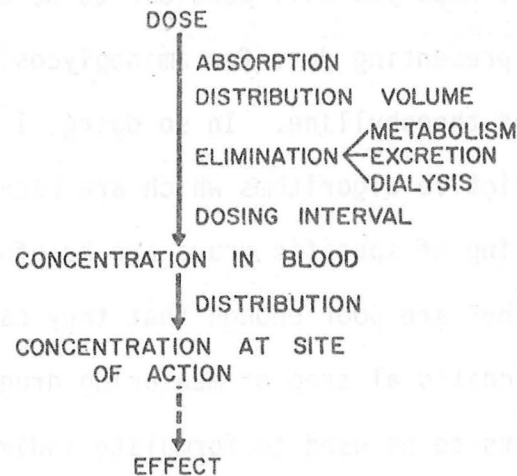 DOSE
ABSORPTION
DISTRIBUTION VOLUME
METABOLISM
ELIMINATION EXCRETION
DIALYSIS
DOSING INTERVAL
CONCENTRATION IN BLOOD
DISTRIBUTION
CONCENTRATION AT SITE
OF ACTION
EFFECT